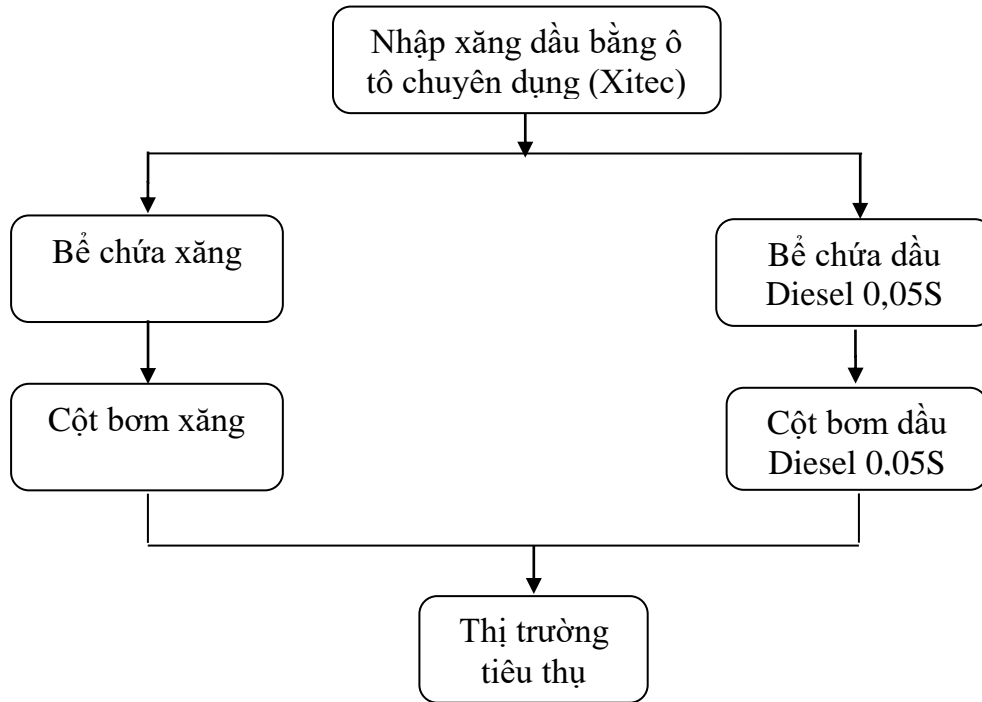 Nhập xăng dầu bằng ô
tô chuyên dụng (Xitec)
Bể chứa xăng
Bể chứa dầu
Diesel 0,05S
Cột bơm xăng
Cột bơm dầu
Diesel 0,05S
Thị trường
tiêu thụ